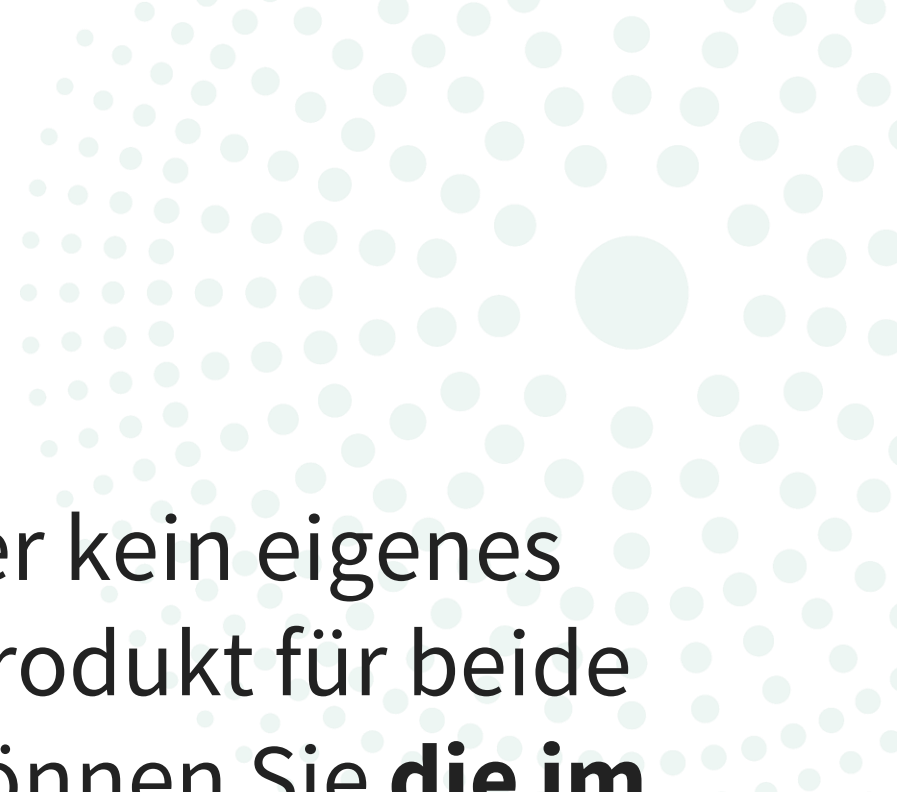 er kein eigenes
rodukt für beide
önnen Sie die im